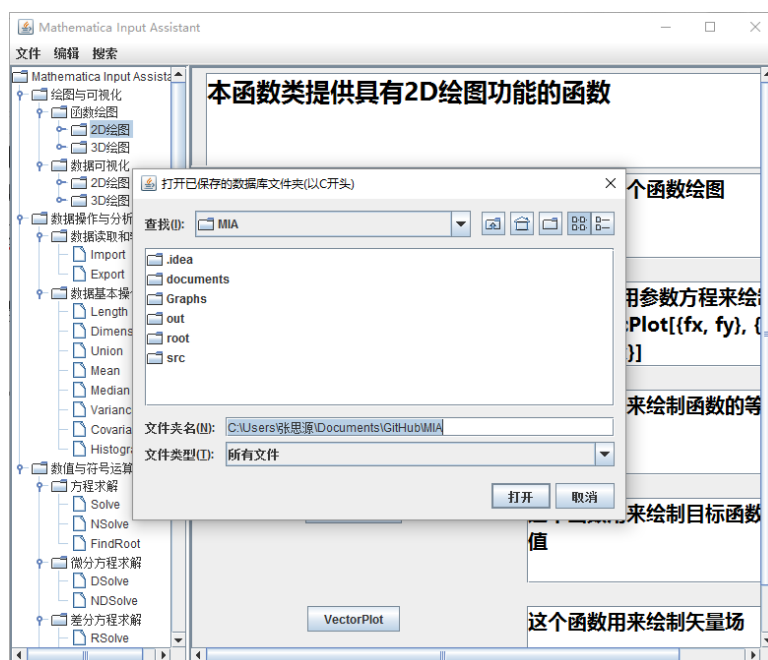 Mathematica Input Assistant
文件 编辑 搜索
Mathematica Input Assista
绘图与可视化
函数绘图
2D绘图
3D绘图
数据可视化
2D绘图
3D绘图
数据操作与分析
数据读取和
Import
Export
数据基本操
Length
Dimens
Union
Mean
Median
Varianc
Covaria
Histogra
数值与符号运算
方程求解
Solve
NSolve
FindRoot
微分方程求解
DSolve
NDSolve
差分方程求解
RSolve
本函数类提供具有2D绘图功能的函数
个函数绘图
用参数方程来绘
:Plot[{fx, fy}, {
}]
来绘制函数的等
这个函数用来绘制目标函数
值
VectorPlot
这个函数用来绘制矢量场
打开已保存的数据库文件夹(以C开头)
查找(I):
MIA
.idea
documents
Graphs
out
root
src
文件夹名(N):
C:\Users\张思源\Documents\GitHub\MIA
文件类型(T):
所有文件
打开
取消